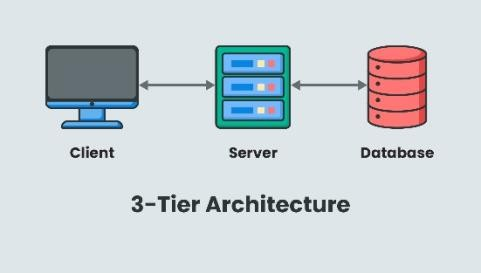 Client
Server
Database
3-Tier Architecture